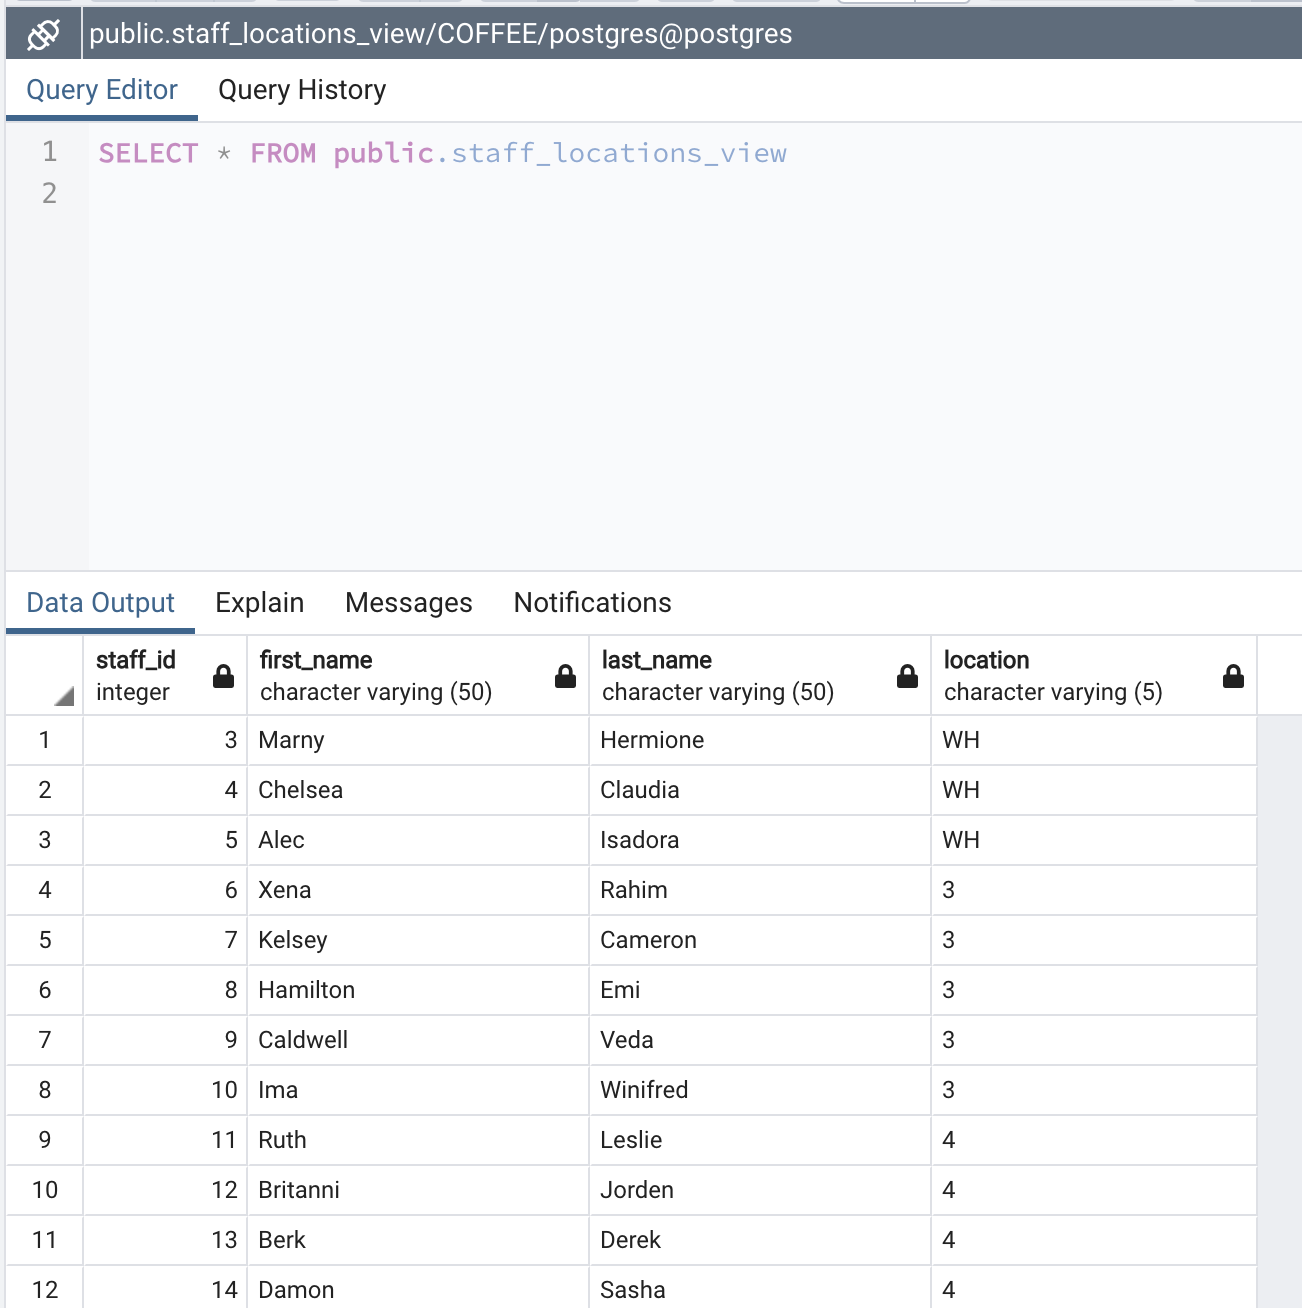 public.staff_locations_view/COFFEE/postgres@postgres
Query Editor Query History
1 SELECT * FROM public.staff_locations_view
2
Data Output Explain Messages Notifications
staff_id first_name last_name location
integer character varying (50) character varying (50) character varying (5)
1 3 Marny Hermione WH
2 4 Chelsea Claudia WH
3 5 Alec Isadora WH
4 6 Xena Rahim 3
5 7 Kelsey Cameron 3
6 8 Hamilton Emi 3
7 9 Caldwell Veda 3
8 10 Ima Winifred 3
9 11 Ruth Leslie 4
10 12 Britanni Jorden 4
11 13 Berk Derek 4
12 14 Damon Sasha 4